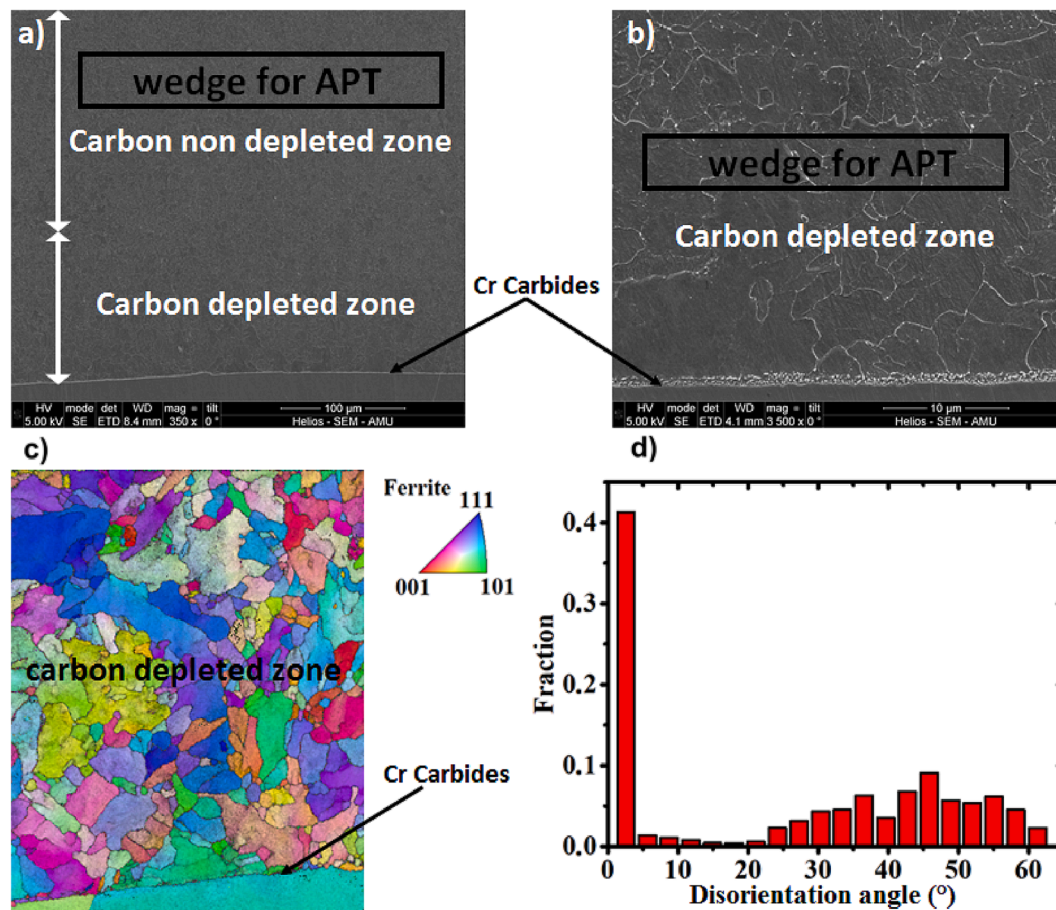 a)
wedge for APT
Carbon non depleted zone
Carbon depleted zone
HV mode det WD mag = tilt 100 µm
5.00 kV SE ETD 8.4 mm 350 x 0 ° Helios - SEM - AMU
b)
wedge for APT
Carbon depleted zone
Cr Carbides
HV mode det WD mag = tilt 10 µm
5.00 kV SE ETD 4.1 mm 3 500 x 0 ° Helios - SEM - AMU
c)
carbon depleted zone
Ferrite
111
001
101
Cr Carbides
d)
Fraction
0.4
0.3
0.2
0.1
0.0
0 10 20 30 40 50 60
Disorientation angle (°)